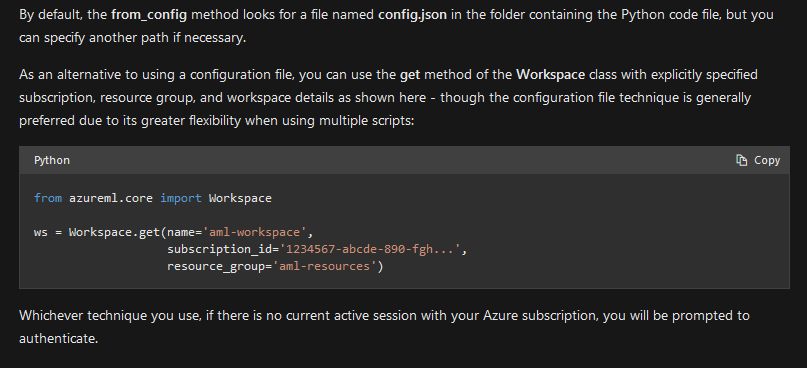 By default, the from_config method looks for a file named config.json in the folder containing the Python code file, but you
can specify another path if necessary.
As an alternative to using a configuration file, you can use the get method of the Workspace class with explicitly specified
subscription, resource group, and workspace details as shown here - though the configuration file technique is generally
preferred due to its greater flexibility when using multiple scripts:
Python Copy
from azureml.core import Workspace
ws = Workspace.get(name='aml-workspace',
subscription_id='1234567-abcde-890-fgh...',
resource_group='aml-resources')
Whichever technique you use, if there is no current active session with your Azure subscription, you will be prompted to
authenticate.